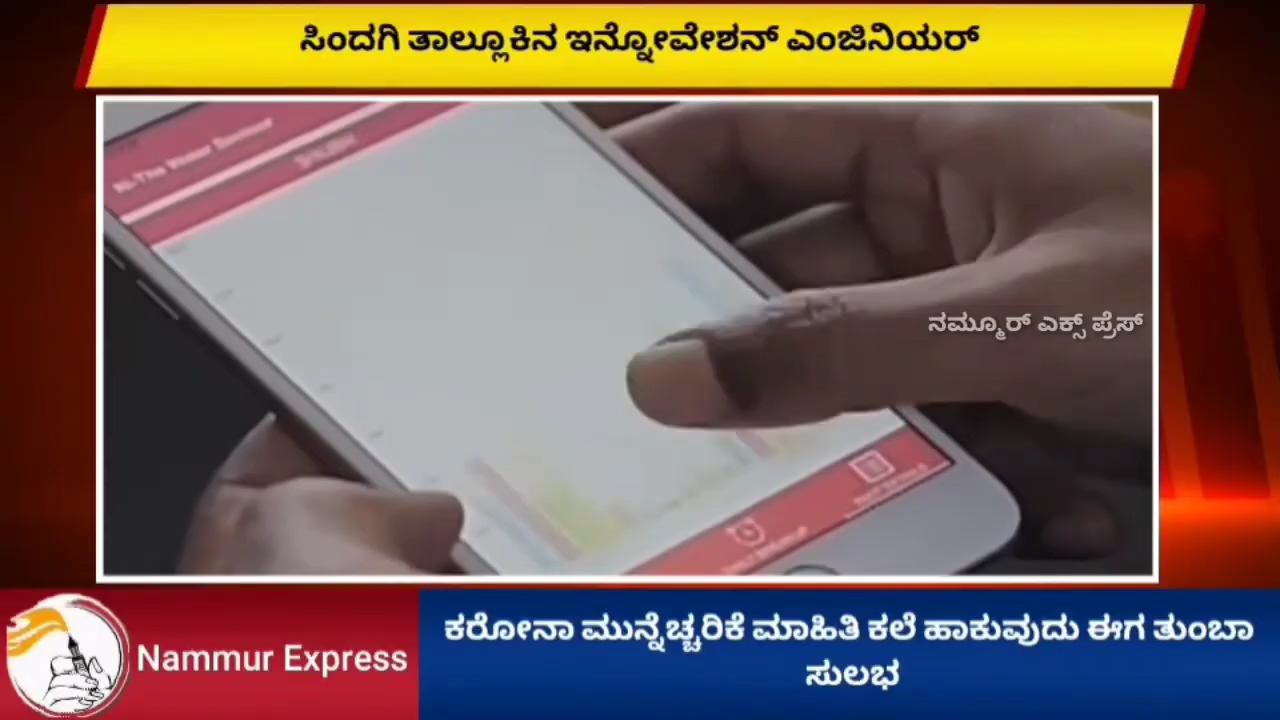 ಸಿಂದಗಿ ತಾಲ್ಲೂಕಿನ ಇನ್ನೋವೇಶನ್ ಎಂಜಿನಿಯರ್
ನಮ್ಮೂರ್ ಎಕ್ಸ್ ಪ್ರೆಸ್
Nammur Express
ಕರೋನಾ ಮುನ್ನೆಚ್ಚರಿಕೆ ಮಾಹಿತಿ ಕಲೆ ಹಾಕುವುದು ಈಗ ತುಂಬಾ
ಸುಲಭ